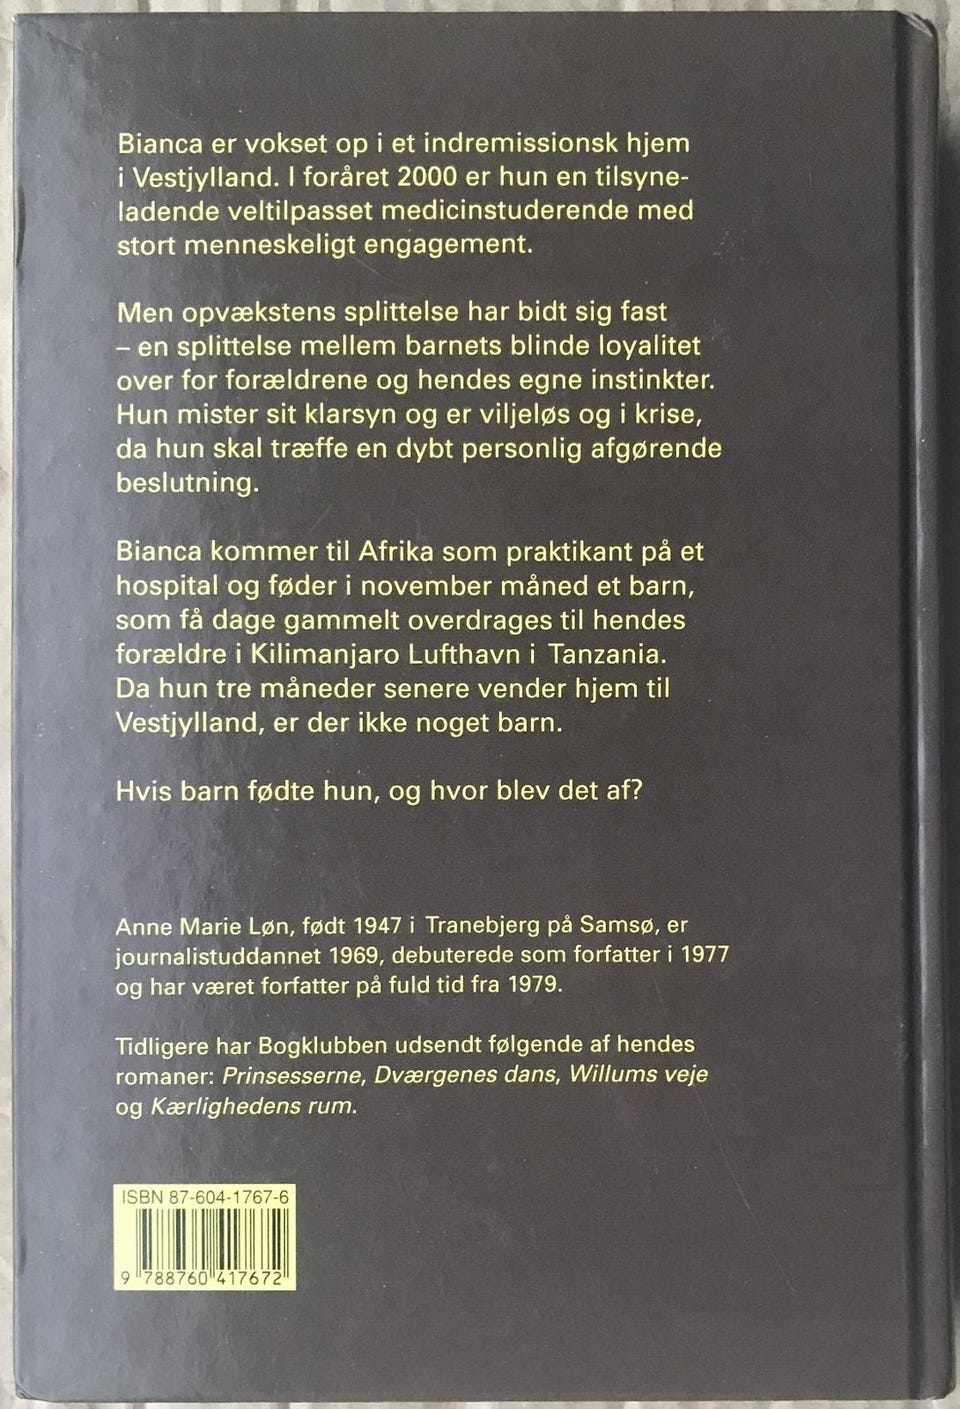 Bianca er vokset op i et indremissionsk hjem
i Vestjylland. I foråret 2000 er hun en tilsyne-
ladende veltilpasset medicinstuderende med
stort menneskeligt engagement.
Men opvækstens splittelse har bidt sig fast
– en splittelse mellem barnets blinde loyalitet
over for forældrene og hendes egne instinkter.
Hun mister sit klarsyn og er viljeløs og i krise,
da hun skal træffe en dybt personlig afgørende
beslutning.
Bianca kommer til Afrika som praktikant på et
hospital og føder i november måned et barn,
som få dage gammelt overdrages til hendes
forældre i Kilimanjaro Lufthavn i Tanzania.
Da hun tre måneder senere vender hjem til
Vestjylland, er der ikke noget barn.
Hvis barn fødte hun, og hvor blev det af?
Anne Marie Løn, født 1947 i Tranebjerg på Samsø, er
journalistuddannet 1969, debuterede som forfatter i 1977
og har været forfatter på fuld tid fra 1979.
Tidligere har Bogklubben udsendt følgende af hendes
romaner: Prinsesserne, Dværgenes dans, Willums veje
og Kærlighedens rum.
ISBN 87-604-1767-6
9 788760 417672